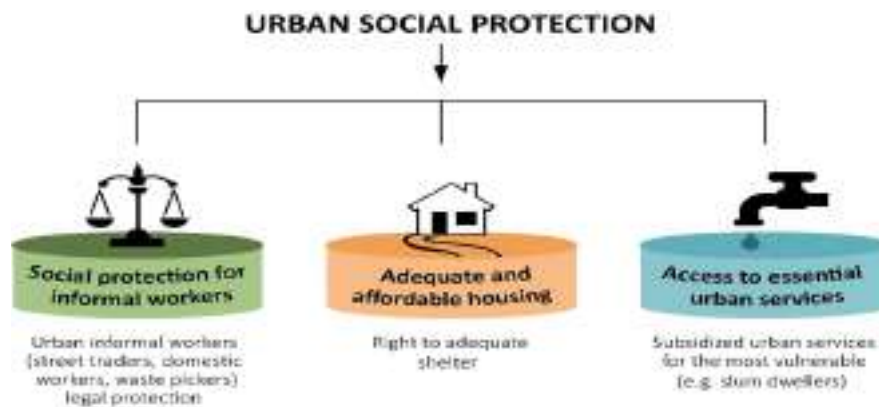 URBAN SOCIAL PROTECTION
Social protection for
informal workers
Adequate and
affordable housing
Access to essential
urban services
Urban informal workers
(street traders, domestic
workers, waste pickers)
legal protection
Right to adequate
shelter
Subsidized urban services
for the most vulnerable
(e.g. slum dwellers)